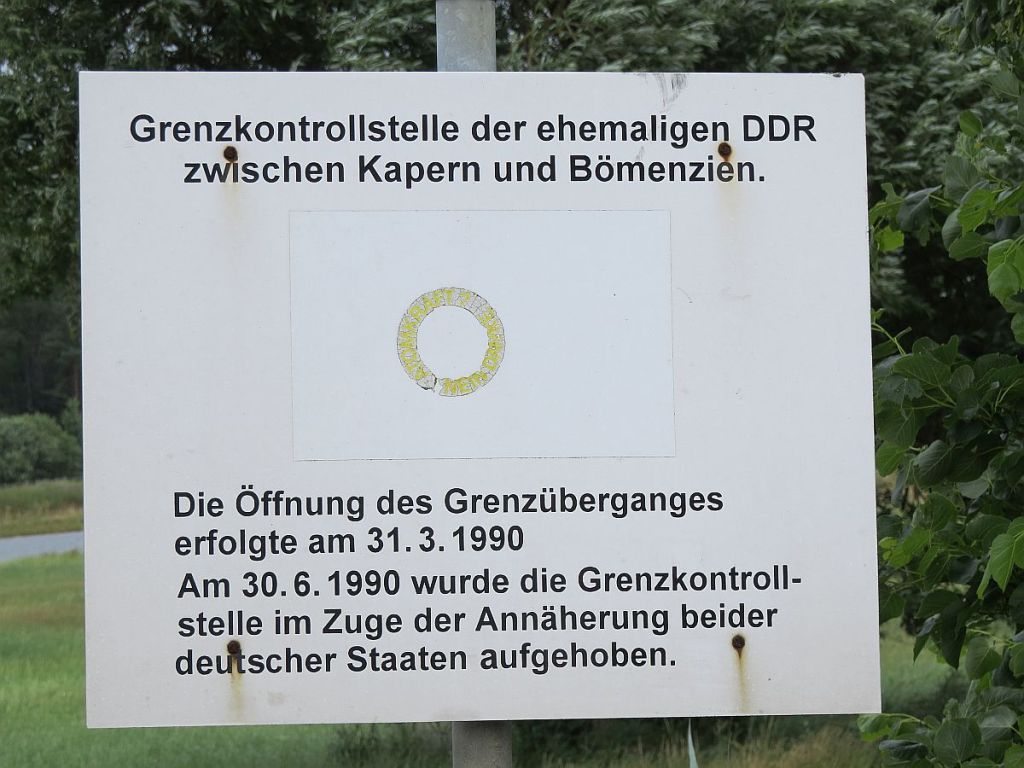 Grenzkontrollstelle der ehemaligen DDR
zwischen Kapern und Bömenzien.
Die Öffnung des Grenzüberganges
erfolgte am 31.3.1990
Am 30.6.1990 wurde die Grenzkontroll-
stelle im Zuge der Annäherung beider
deutscher Staaten aufgehoben.